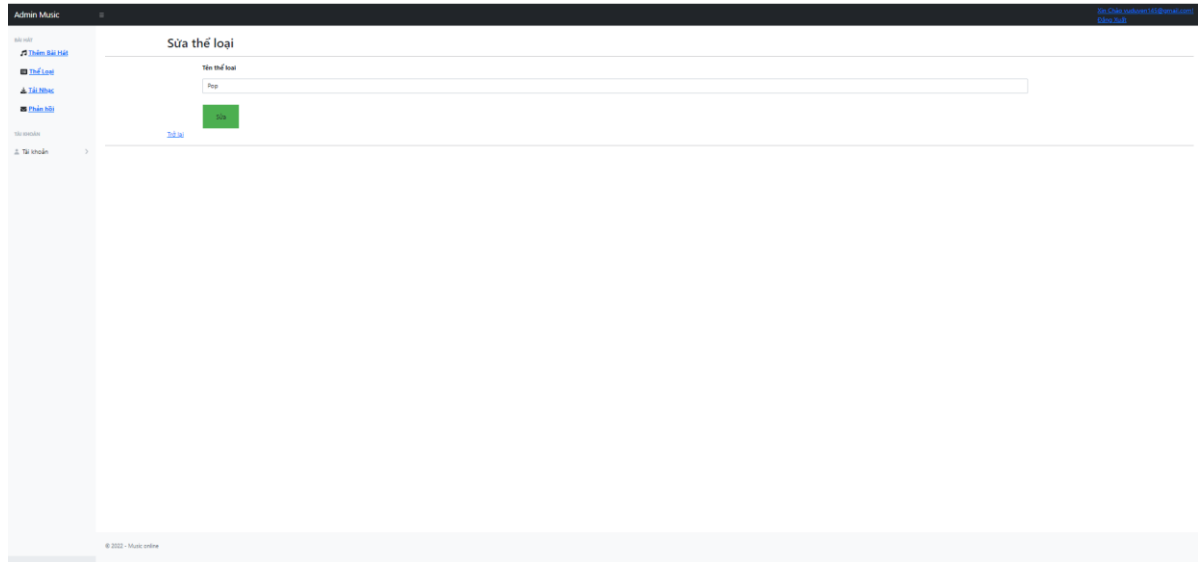 Admin Music
Đăng Xuất
BÀI HÁT
Thêm Bài Hát
Thể Loại
Tải Nhạc
Phản hồi
TÀI KHOẢN
Tài khoản
Sửa thể loại
Tên thể loại
Pop
Sửa
Trở lại
© 2022 - Music online